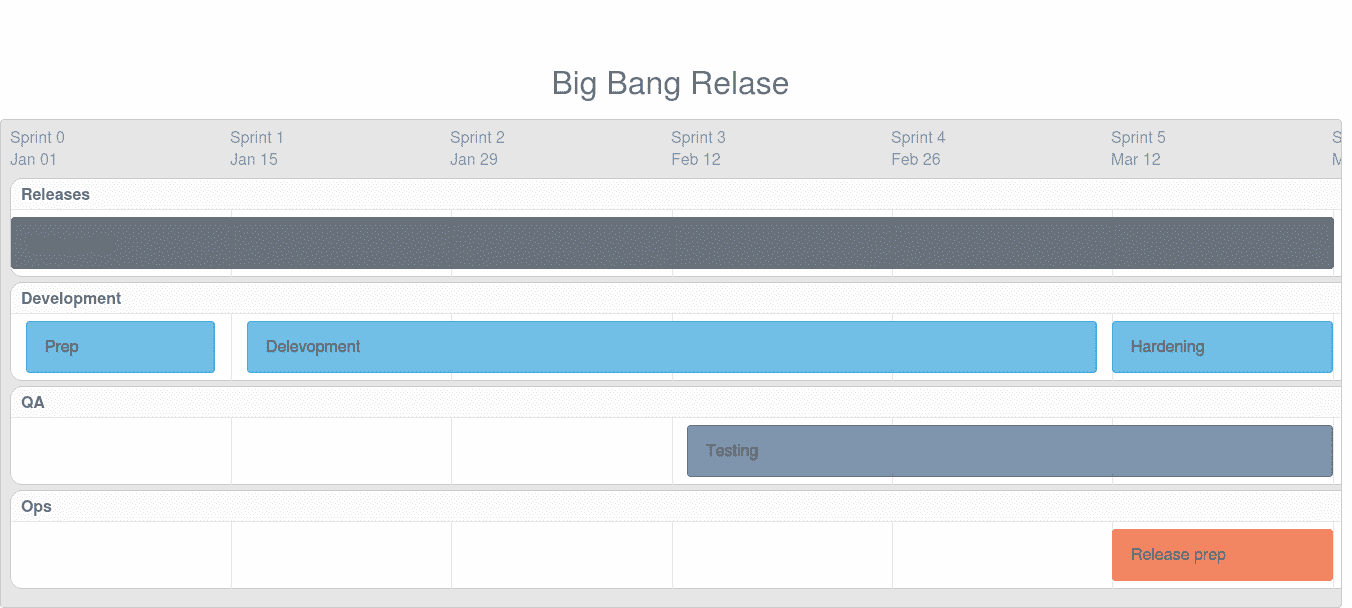 Big Bang Relase
Sprint 0 Sprint 1 Sprint 2 Sprint 3 Sprint 4 Sprint 5
Jan 01 Jan 15 Jan 29 Feb 12 Feb 26 Mar 12
Releases
Development
Prep Delevopment Hardening
QA
Testing
Ops
Release prep